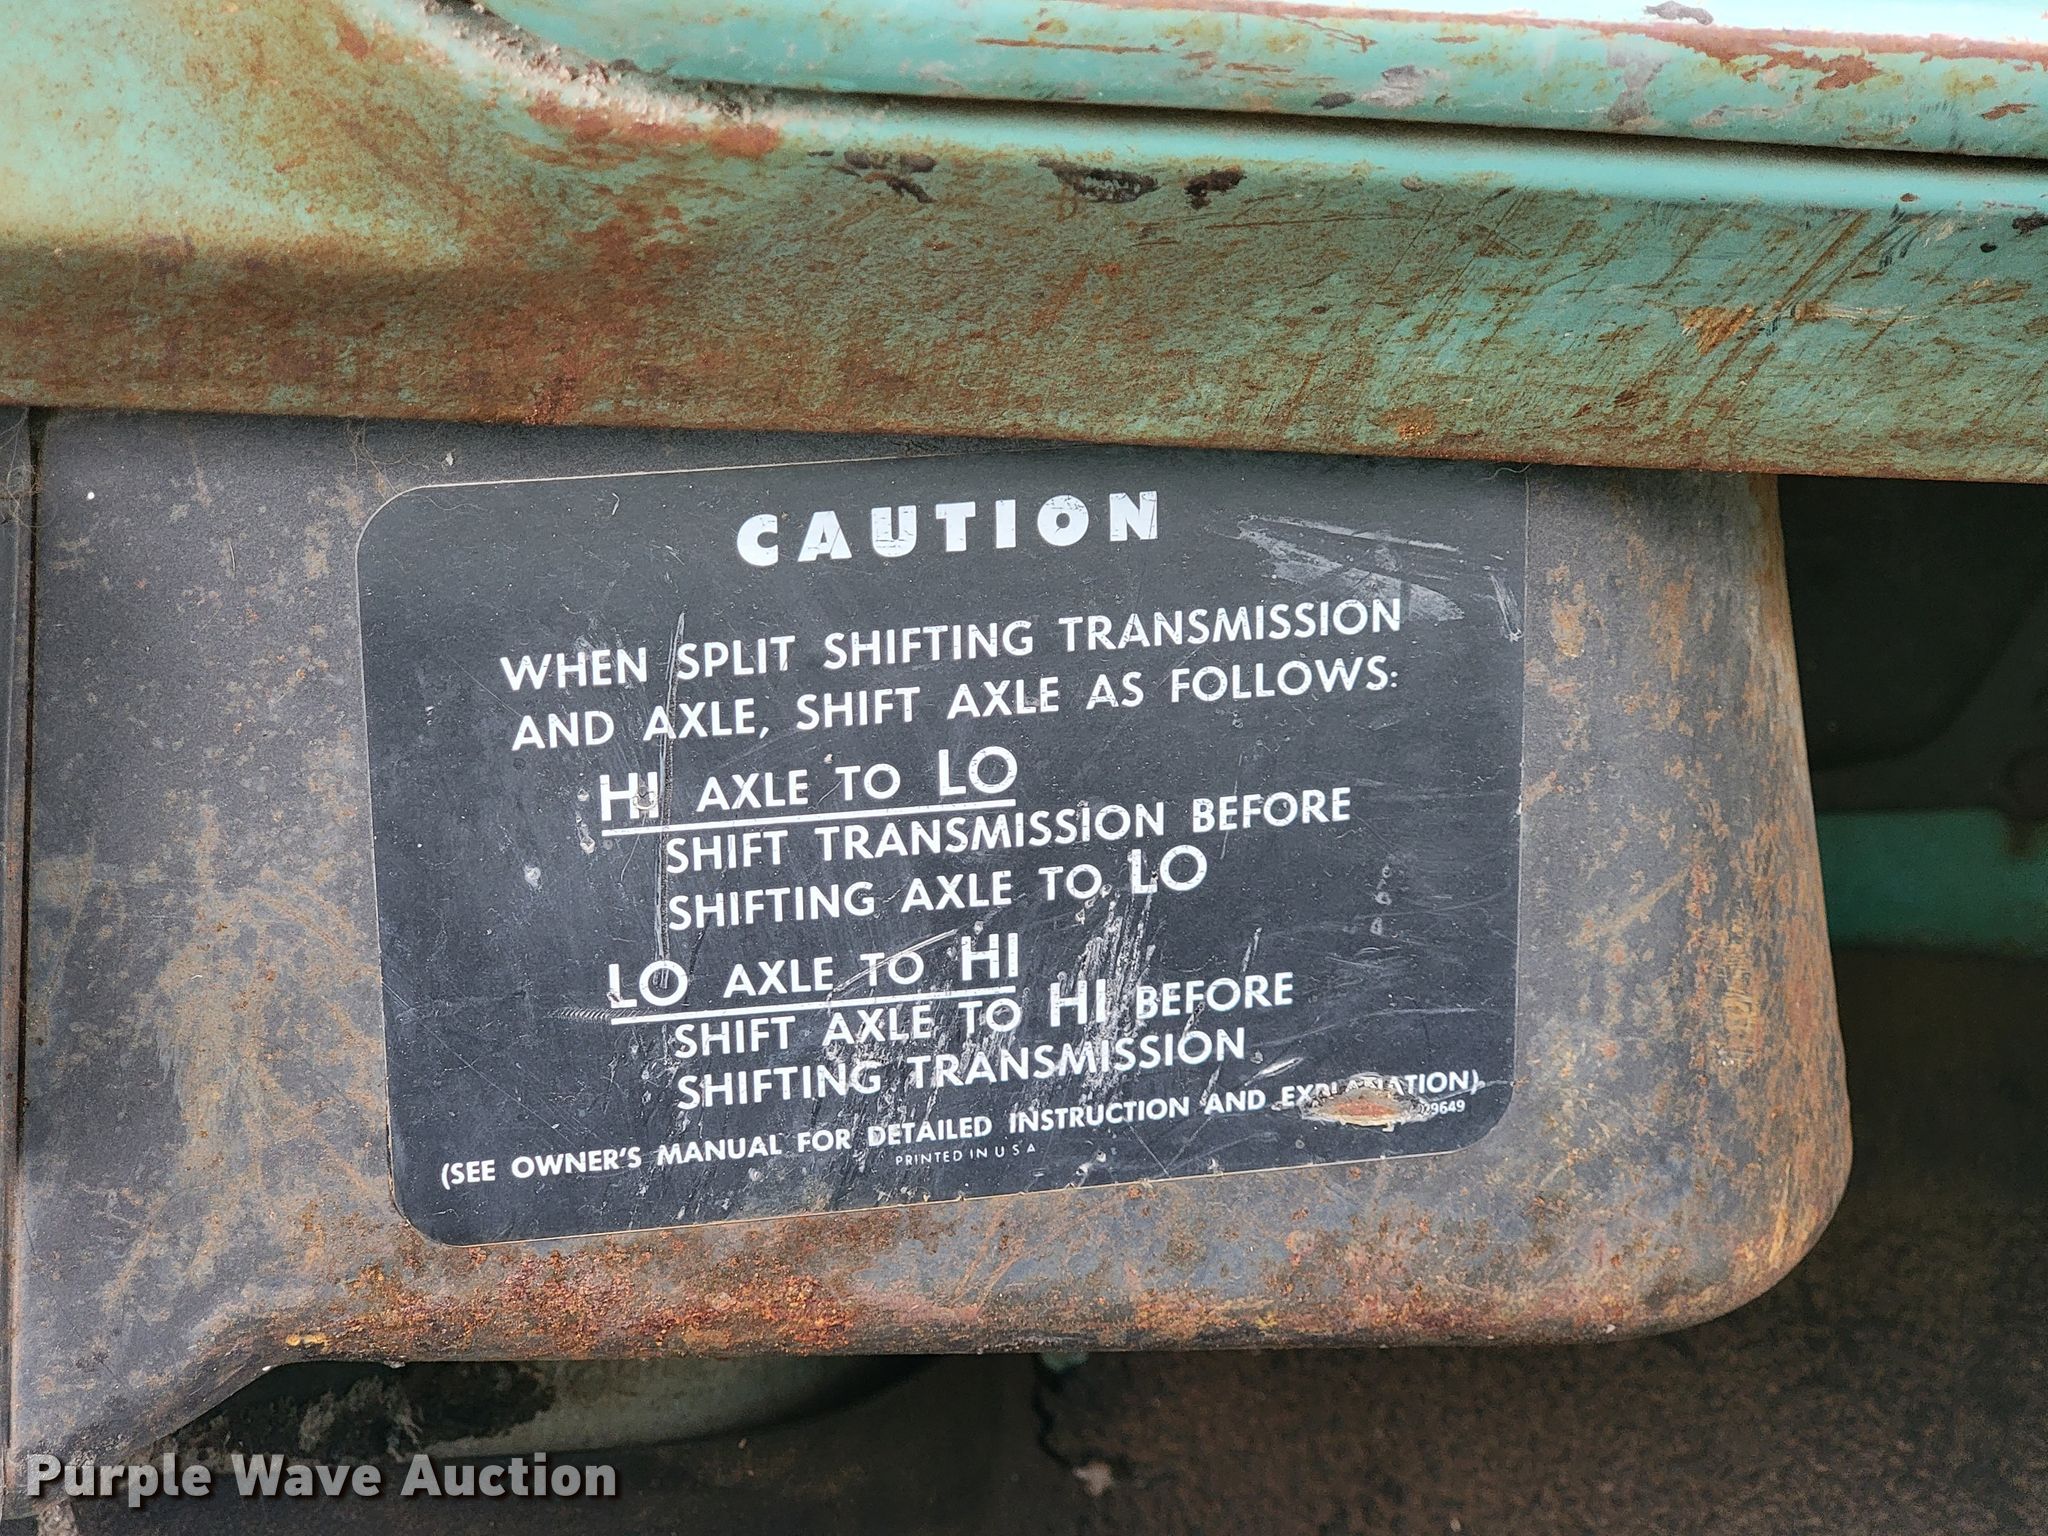 CAUTION
WHEN SPLIT SHIFTING TRANSMISSION
AND AXLE, SHIFT AXLE AS FOLLOWS:
HI AXLE TO LO
SHIFT TRANSMISSION BEFORE
SHIFTING AXLE TO LO
LO AXLE TO HI
SHIFT AXLE TO HI BEFORE
SHIFTING TRANSMISSION
(SEE OWNER'S MANUAL FOR DETAILED INSTRUCTION AND EXPLANATION)
PRINTED IN U S A
Purple Wave Auction